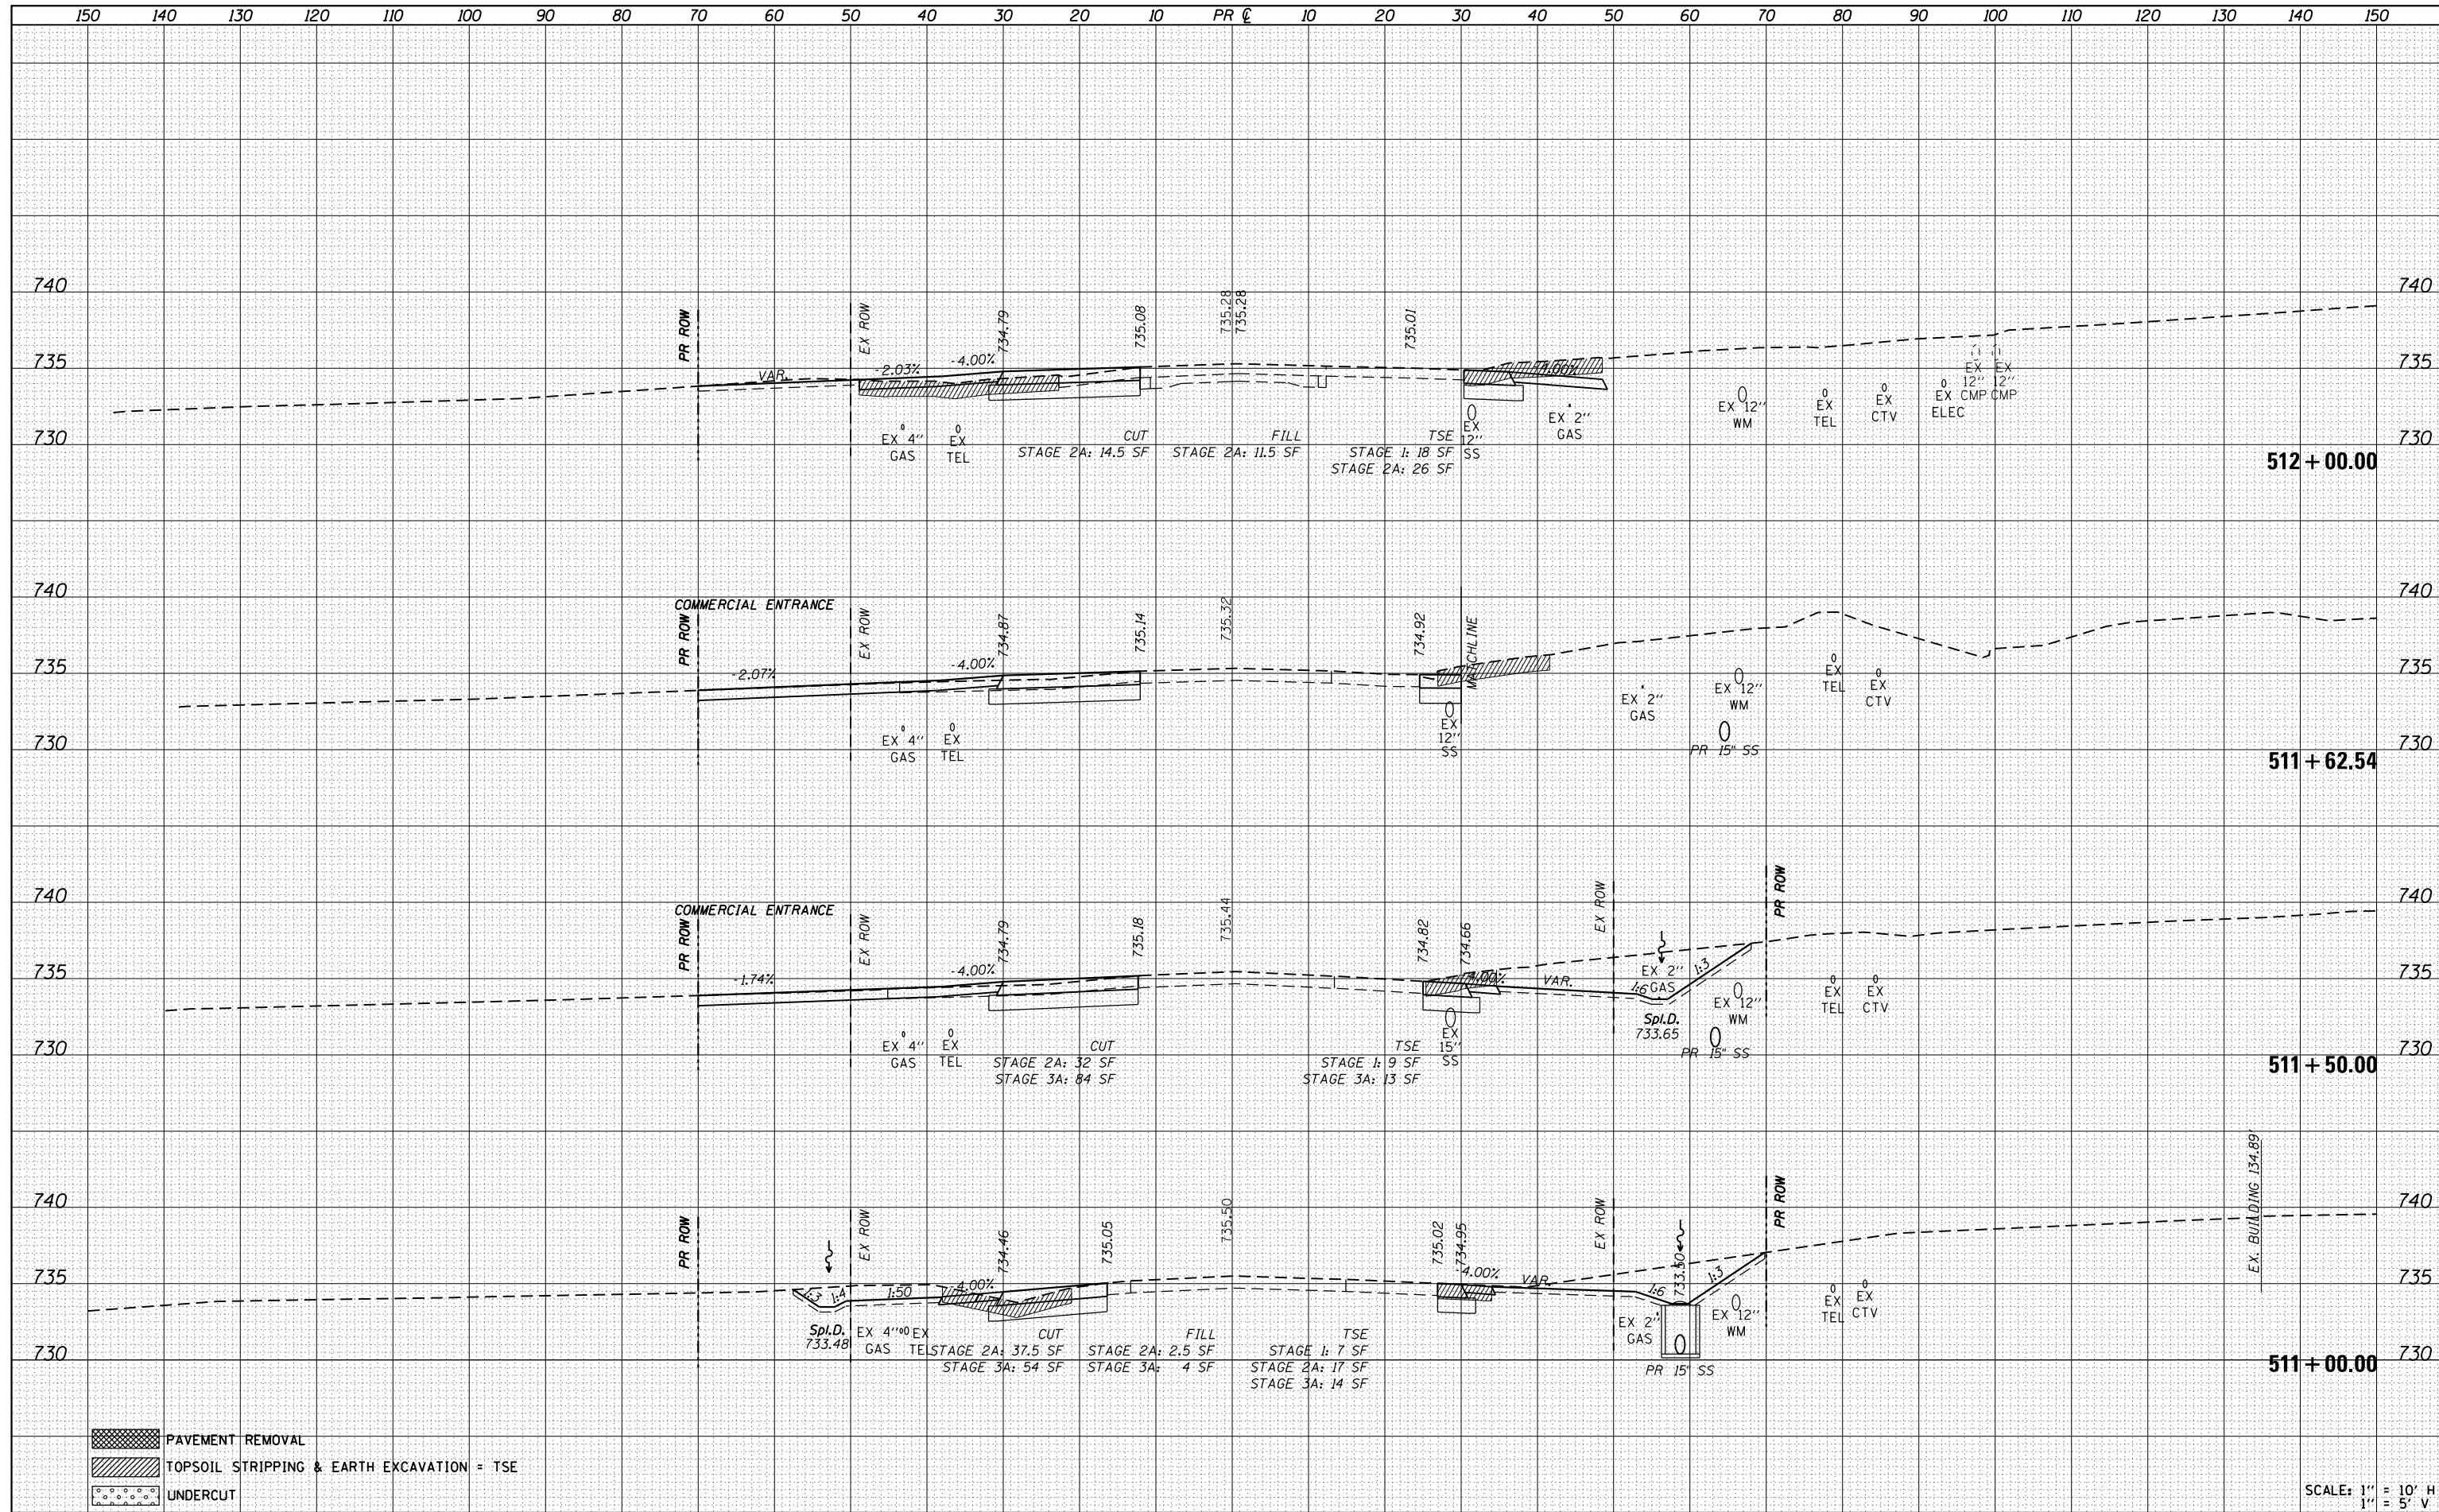 150 140 130 120 110 100 90 80 70 60 50 40 30 20 10 PR ℄ 10 20 30 40 50 60 70 80 90 100 110 120 130 140 150
740 740
735 735
730 730
PR ROW
EX ROW
734.79
735.08
735.28
735.28
735.01
VAR.
-2.03%
-4.00%
-4.00%
EX 4" GAS
EX TEL
CUT
STAGE 2A: 14.5 SF
FILL
STAGE 2A: 11.5 SF
TSE
STAGE 1: 18 SF
STAGE 2A: 26 SF
EX 12" SS
EX 2" GAS
EX 12" WM
EX TEL
EX CTV
EX ELEC
EX 12" CMP
EX 12" CMP
512+00.00
740 740
735 735
730 730
COMMERCIAL ENTRANCE
PR ROW
EX ROW
734.87
735.14
735.32
734.92
MATCHLINE
-2.07%
-4.00%
EX 4" GAS
EX TEL
EX 12" SS
EX 2" GAS
EX 12" WM
PR 15" SS
EX TEL
EX CTV
511+62.54
740 740
735 735
730 730
COMMERCIAL ENTRANCE
PR ROW
EX ROW
734.79
735.18
735.44
734.82
734.66
EX ROW
PR ROW
-1.74%
-4.00%
-4.00%
VAR.
1:6
1:3
EX 4" GAS
EX TEL
CUT
STAGE 2A: 32 SF
STAGE 3A: 84 SF
TSE
STAGE 1: 9 SF
STAGE 3A: 13 SF
EX 15" SS
EX 2" GAS
Spl.D.
733.65
EX 12" WM
PR 15" SS
EX TEL
EX CTV
511+50.00
740 740
735 735
730 730
PR ROW
EX ROW
734.46
735.05
735.50
735.02
734.95
EX ROW
733.60
PR ROW
EX. BUILDING 134.89'
1:3
1:4
1:50
-4.00%
-4.00%
VAR.
1:6
1:3
Spl.D.
733.48
EX 4" GAS
EX TEL
CUT
STAGE 2A: 37.5 SF
STAGE 3A: 54 SF
FILL
STAGE 2A: 2.5 SF
STAGE 3A: 4 SF
TSE
STAGE 1: 7 SF
STAGE 2A: 17 SF
STAGE 3A: 14 SF
EX 2" GAS
PR 15" SS
EX 12" WM
EX TEL
EX CTV
511+00.00
PAVEMENT REMOVAL
TOPSOIL STRIPPING & EARTH EXCAVATION = TSE
UNDERCUT
SCALE: 1" = 10' H
1" = 5' V